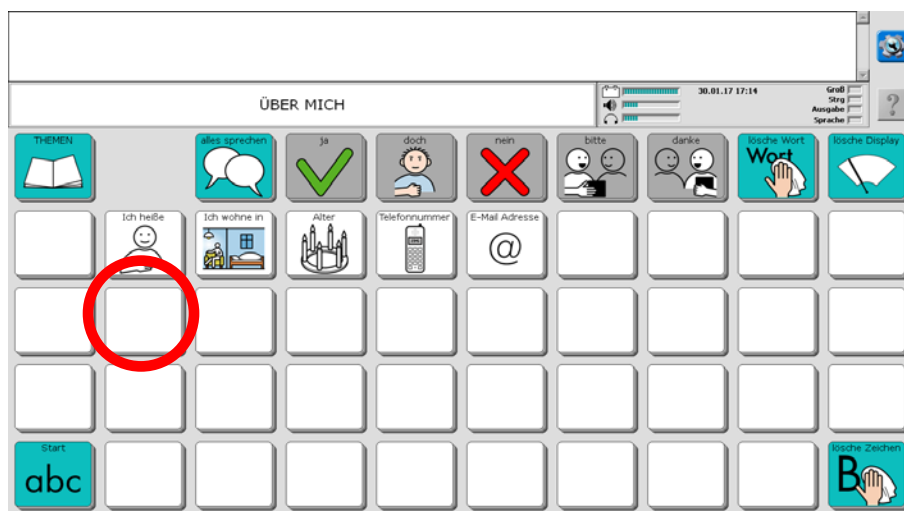 ÜBER MICH
30.01.17 17:14
Groß
Strg
Ausgabe
Sprache
?
THEMEN
alles sprechen
ja
doch
nein
bitte
danke
lösche Wort
Wort
lösche Display
Ich heiße
Ich wohne in
Alter
Telefonnummer
E-Mail Adresse
@
Start
abc
lösche Zeichen
B